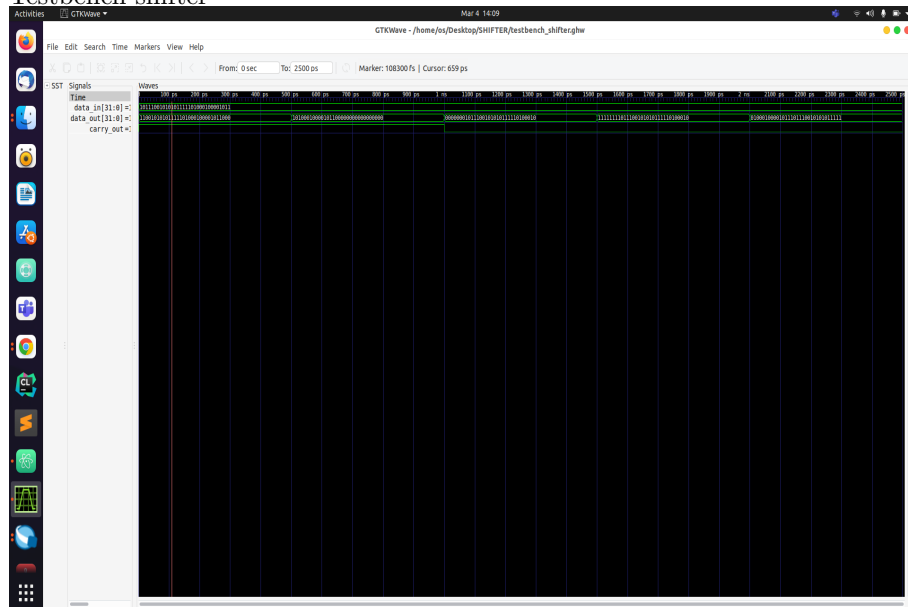 Testbench shifter
Activities GTKWave Mar 4 14:09
GTKWave - /home/os/Desktop/SHIFTER/testbench_shifter.ghw
File Edit Search Time Markers View Help
From: 0 sec To: 2500 ps Marker: 108300 fs | Cursor: 659 ps
SST Signals Waves
Time 100 ps 200 ps 300 ps 400 ps 500 ps 600 ps 700 ps 800 ps 900 ps 1 ns 1100 ps 1200 ps 1300 ps 1400 ps 1500 ps 1600 ps 1700 ps 1800 ps 1900 ps 2 ns 2100 ps 2200 ps 2300 ps 2400 ps 2500 ps
data_in[31:0] =
data_out[31:0] =
carry_out =
CL